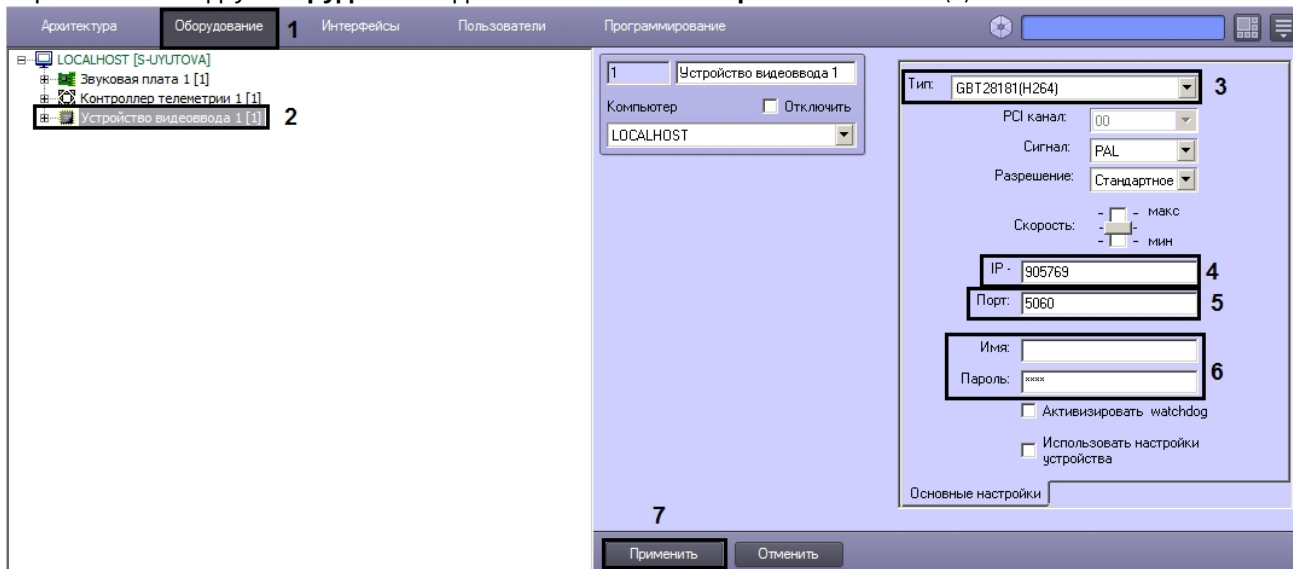 Архитектура Оборудование 1 Интерфейсы Пользователи Программирование
LOCALHOST [S-UYUTOVA]
Звуковая плата 1 [1]
Контроллер телеметрии 1 [1]
Устройство видеоввода 1 [1] 2
1 Устройство видеоввода 1
Компьютер Отключить
LOCALHOST
Тип: GBT28181(H264) 3
PCI канал: 00
Сигнал: PAL
Разрешение: Стандартное
макс
Скорость:
мин
IP - 905769 4
Порт: 5060 5
Имя:
Пароль: **** 6
Активизировать watchdog
Использовать настройки
устройства
Основные настройки
7
Применить Отменить